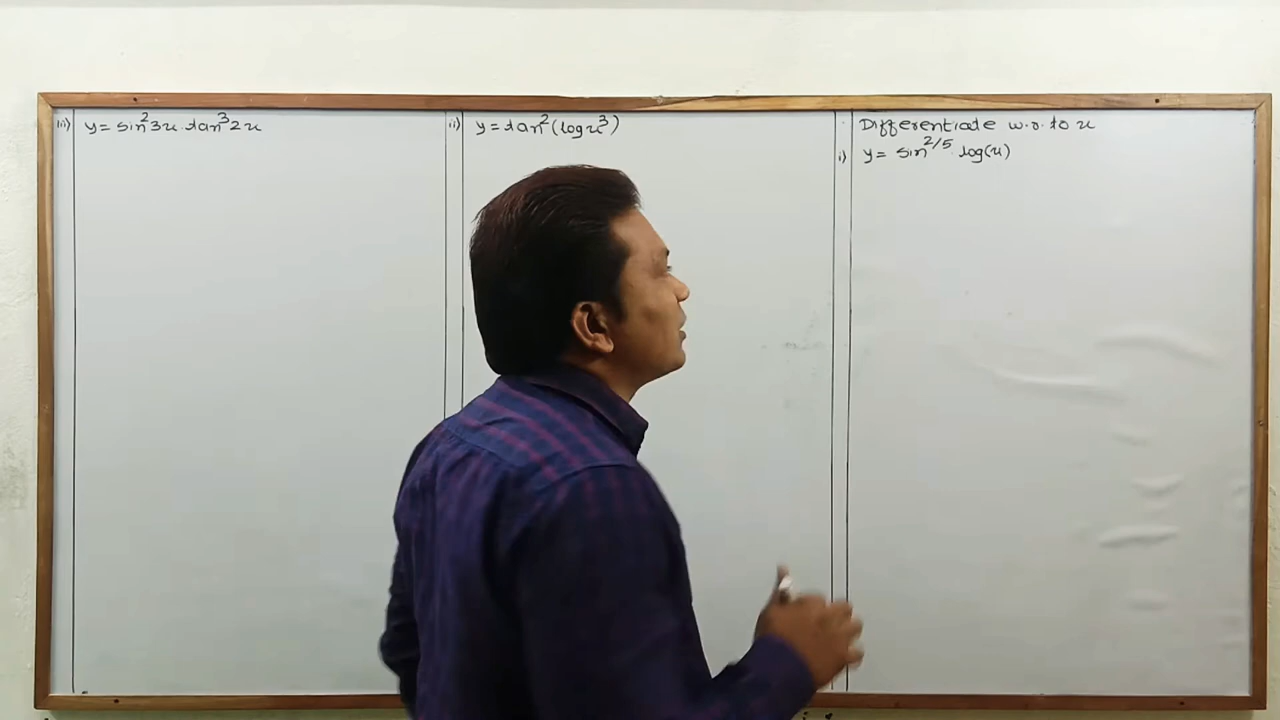 iii) y = sin²3x·tan³2x
ii) y = tan²(log x³)
Differentiate w.r. to x
i) y = sin^2/5 log(x)